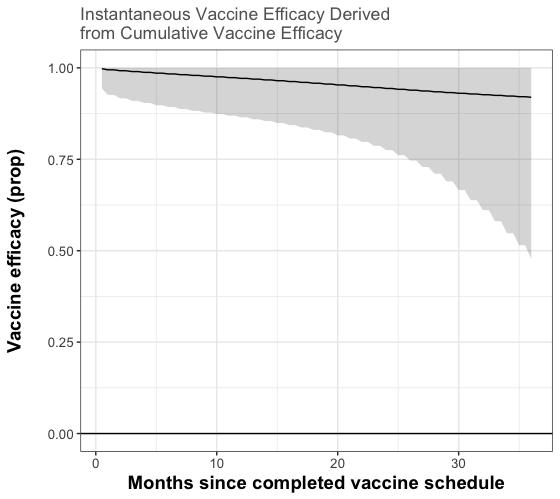 Instantaneous Vaccine Efficacy Derived
from Cumulative Vaccine Efficacy
Vaccine efficacy (prop)
1.00
0.75
0.50
0.25
0.00
0 10 20 30
Months since completed vaccine schedule